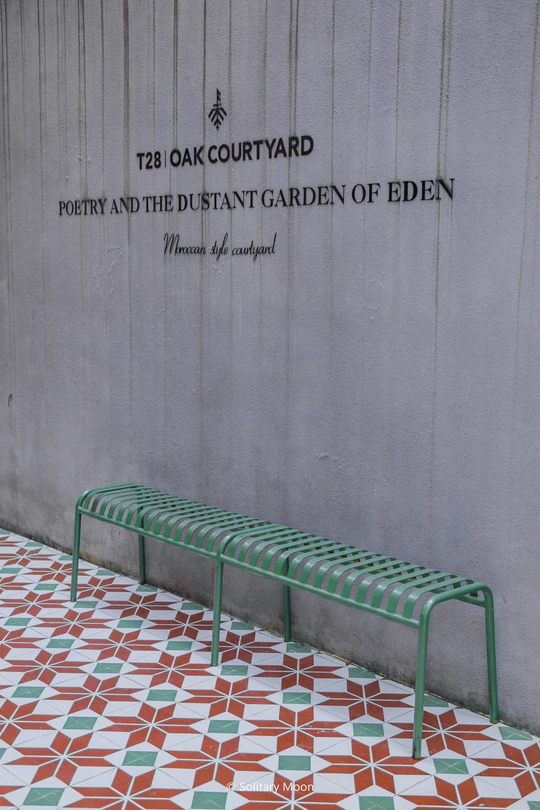 T28 | OAK COURTYARD
POETRY AND THE DUSTANT GARDEN OF EDEN
Moroccan style courtyard
© Solitary Moon